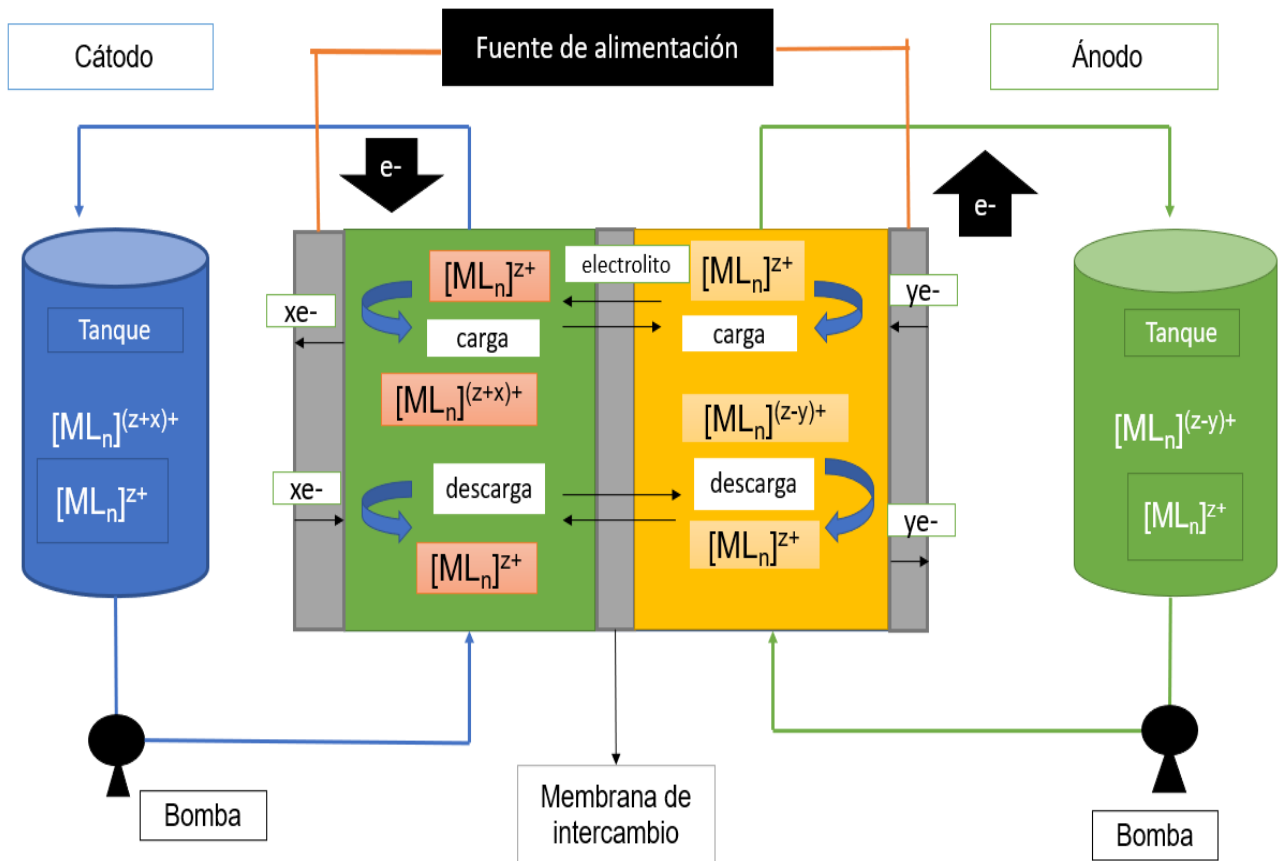 Cátodo
Fuente de alimentación
Ánodo
e-
e-
[MLn]z+
electrolito
[MLn]z+
xe-
carga
carga
ye-
Tanque
[MLn](z+x)+
[MLn]z+
[MLn](z+x)+
[MLn](z-y)+
Tanque
[MLn](z-y)+
[MLn]z+
xe-
descarga
descarga
ye-
[MLn]z+
[MLn]z+
Bomba
Membrana de
intercambio
Bomba